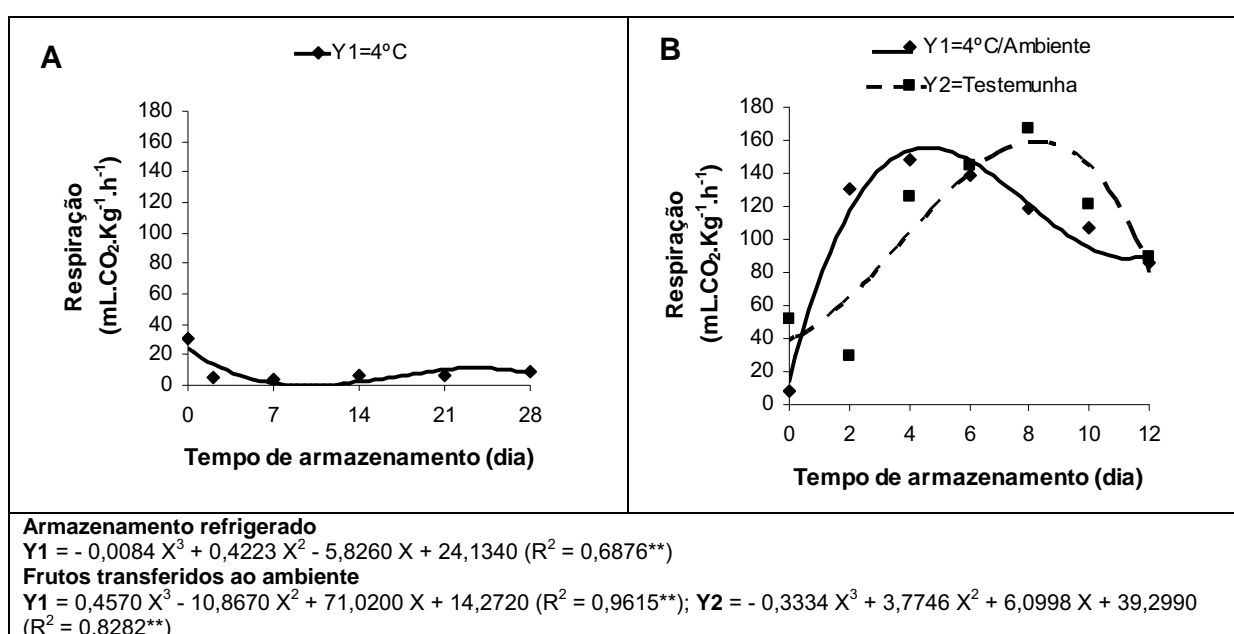 A
Y1=4ºC
Respiração
(mL.CO₂.Kg⁻¹.h⁻¹)
180
160
140
120
100
80
60
40
20
0
0 7 14 21 28
Tempo de armazenamento (dia)
B
Y1=4ºC/Ambiente
Y2=Testemunha
Respiração
(mL.CO₂.Kg⁻¹.h⁻¹)
180
160
140
120
100
80
60
40
20
0
0 2 4 6 8 10 12
Tempo de armazenamento (dia)
Armazenamento refrigerado
Y1 = - 0,0084 X³ + 0,4223 X² - 5,8260 X + 24,1340 (R² = 0,6876**)
Frutos transferidos ao ambiente
Y1 = 0,4570 X³ - 10,8670 X² + 71,0200 X + 14,2720 (R² = 0,9615**); Y2 = - 0,3334 X³ + 3,7746 X² + 6,0998 X + 39,2990
(R² = 0,8282**)